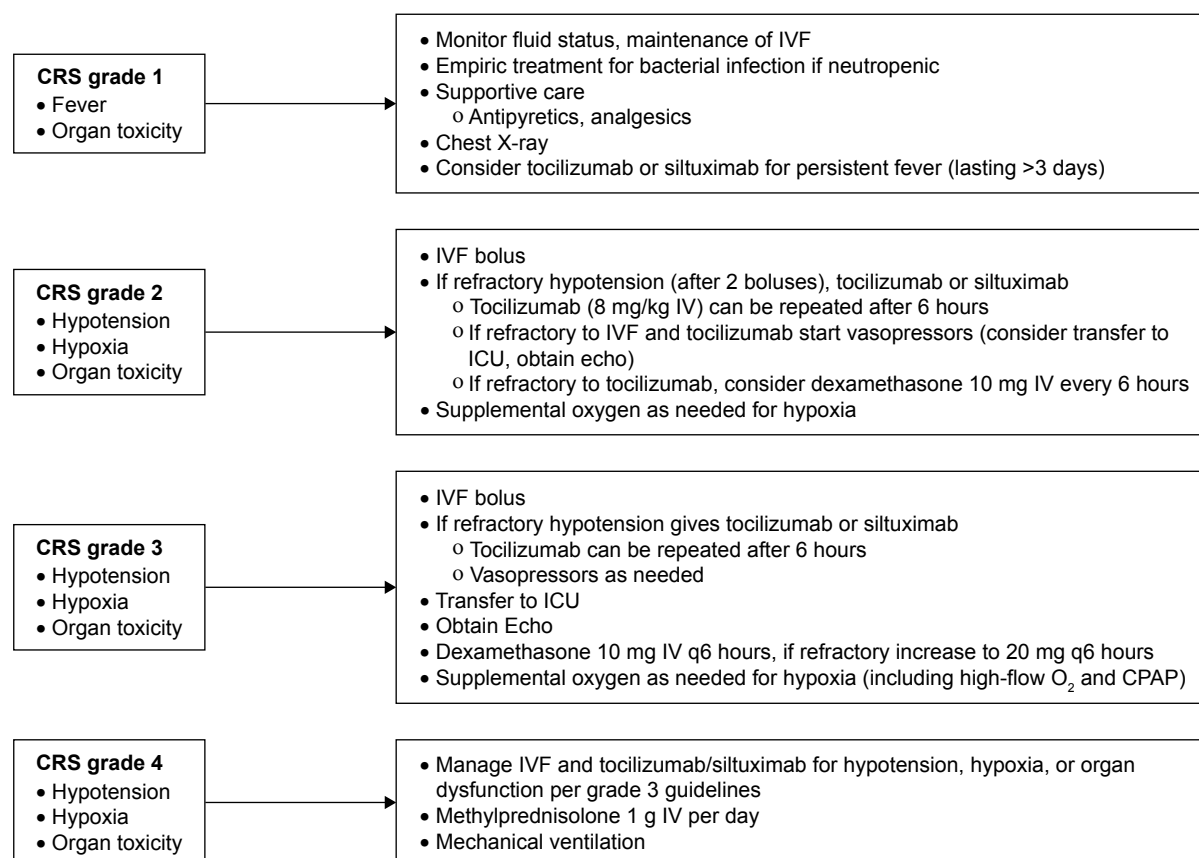 CRS grade 1
• Fever
• Organ toxicity
• Monitor fluid status, maintenance of IVF
• Empiric treatment for bacterial infection if neutropenic
• Supportive care
o Antipyretics, analgesics
• Chest X-ray
• Consider tocilizumab or siltuximab for persistent fever (lasting >3 days)
CRS grade 2
• Hypotension
• Hypoxia
• Organ toxicity
• IVF bolus
• If refractory hypotension (after 2 boluses), tocilizumab or siltuximab
o Tocilizumab (8 mg/kg IV) can be repeated after 6 hours
o If refractory to IVF and tocilizumab start vasopressors (consider transfer to
ICU, obtain echo)
o If refractory to tocilizumab, consider dexamethasone 10 mg IV every 6 hours
• Supplemental oxygen as needed for hypoxia
CRS grade 3
• Hypotension
• Hypoxia
• Organ toxicity
• IVF bolus
• If refractory hypotension gives tocilizumab or siltuximab
o Tocilizumab can be repeated after 6 hours
o Vasopressors as needed
• Transfer to ICU
• Obtain Echo
• Dexamethasone 10 mg IV q6 hours, if refractory increase to 20 mg q6 hours
• Supplemental oxygen as needed for hypoxia (including high-flow O₂ and CPAP)
CRS grade 4
• Hypotension
• Hypoxia
• Organ toxicity
• Manage IVF and tocilizumab/siltuximab for hypotension, hypoxia, or organ
dysfunction per grade 3 guidelines
• Methylprednisolone 1 g IV per day
• Mechanical ventilation